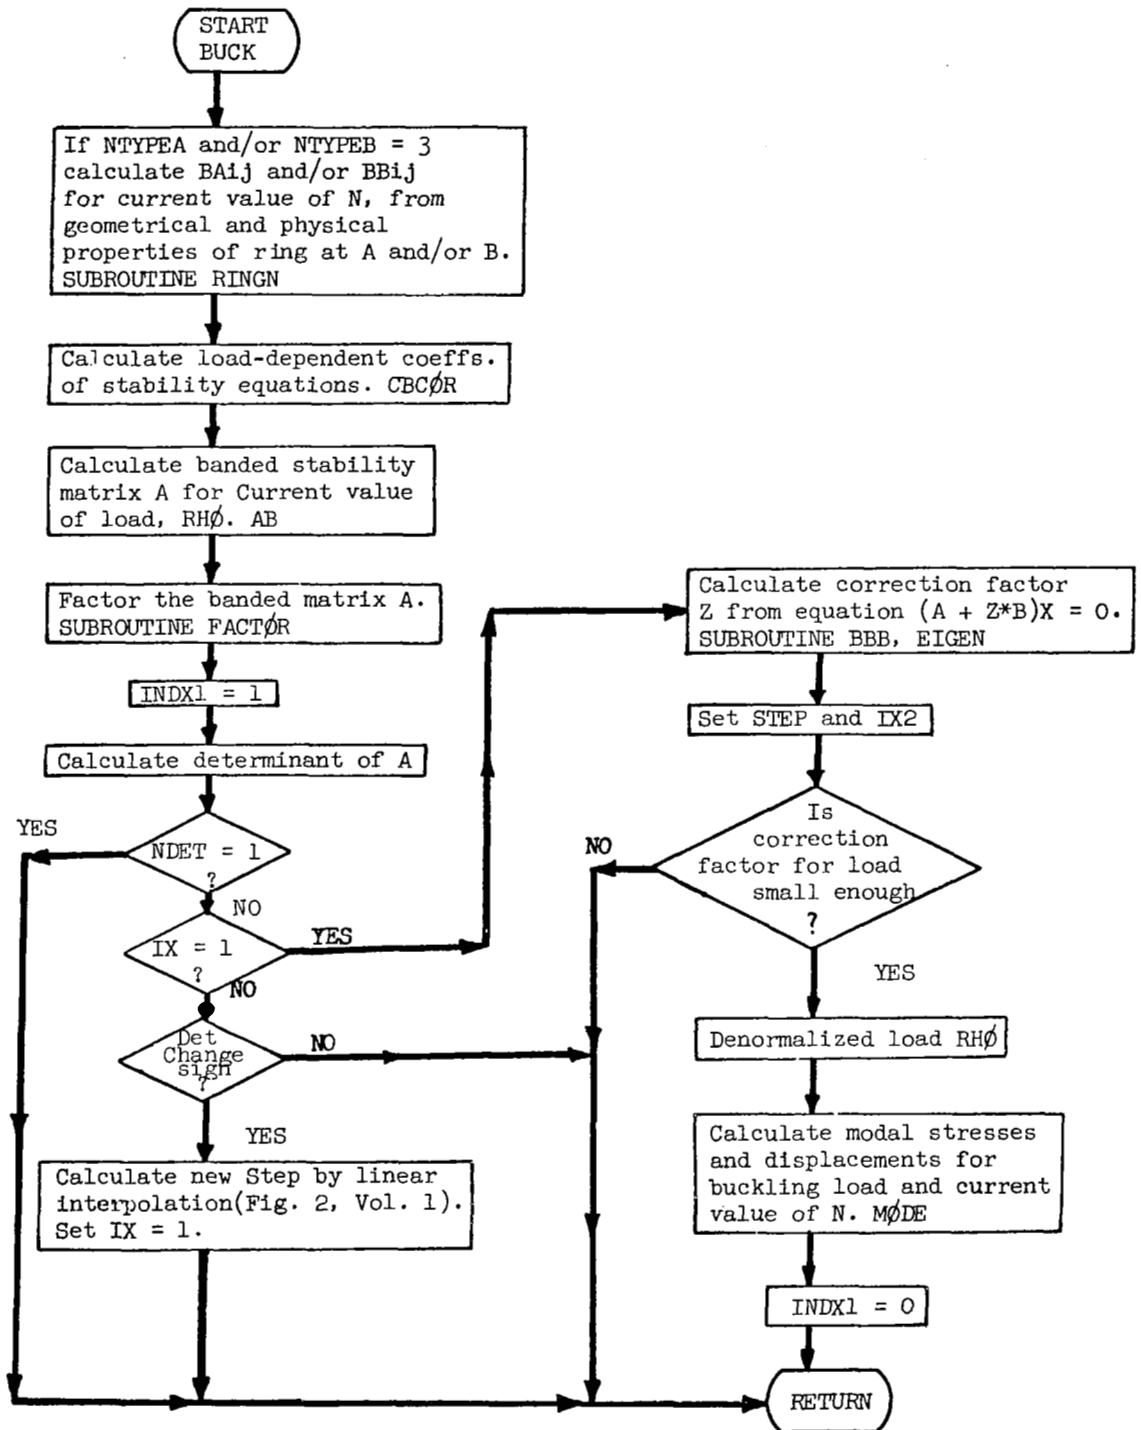 START
BUCK
If NTYPEA and/or NTYPEB = 3
calculate BAij and/or BBij
for current value of N, from
geometrical and physical
properties of ring at A and/or B.
SUBROUTINE RINGN
Calculate load-dependent coeffs.
of stability equations. CBCØR
Calculate banded stability
matrix A for Current value
of load, RHØ. AB
Factor the banded matrix A.
SUBROUTINE FACTØR
INDX1 = 1
Calculate determinant of A
YES
NDET = 1
?
NO
IX = 1
?
YES
NO
Det
Change
sign
?
NO
YES
Calculate new Step by linear
interpolation(Fig. 2, Vol. 1).
Set IX = 1.
Calculate correction factor
Z from equation (A + Z*B)X = 0.
SUBROUTINE BBB, EIGEN
Set STEP and IX2
Is
correction
factor for load
small enough
?
NO
YES
Denormalized load RHØ
Calculate modal stresses
and displacements for
buckling load and current
value of N. MØDE
INDX1 = 0
RETURN